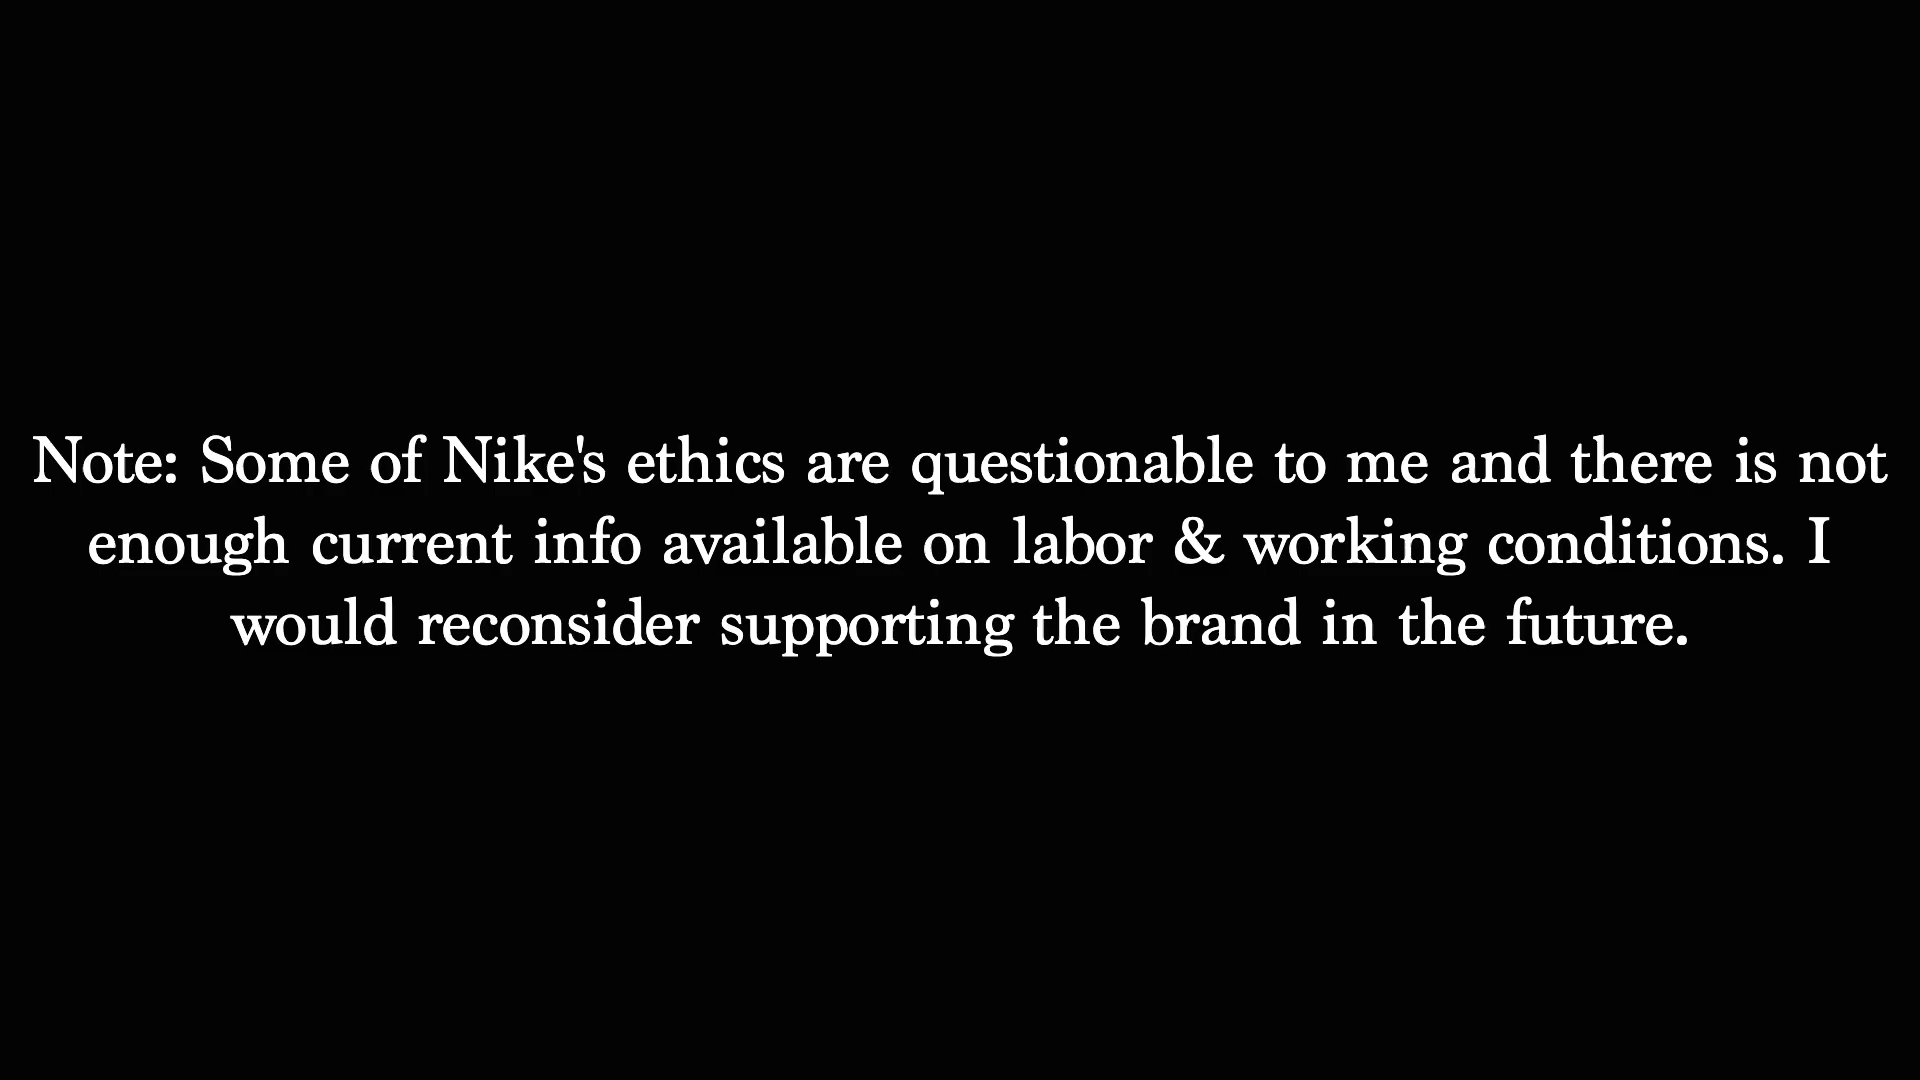 Note: Some of Nike's ethics are questionable to me and there is not
enough current info available on labor & working conditions. I
would reconsider supporting the brand in the future.